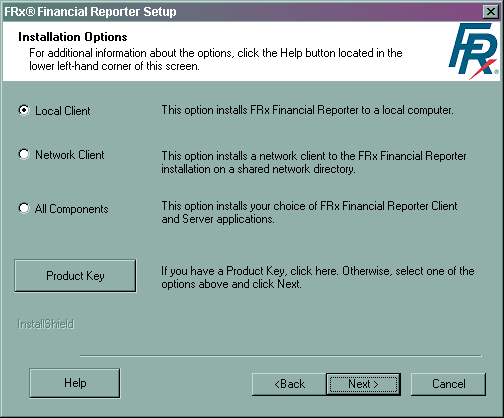 FRx® Financial Reporter Setup
Installation Options
For additional information about the options, click the Help button located in the
lower left-hand corner of this screen.
FRx®
Local Client
This option installs FRx Financial Reporter to a local computer.
Network Client
This option installs a network client to the FRx Financial Reporter
installation on a shared network directory.
All Components
This option installs your choice of FRx Financial Reporter Client
and Server applications.
Product Key
If you have a Product Key, click here. Otherwise, select one of the
options above and click Next.
InstallShield
Help
<Back
Next >
Cancel